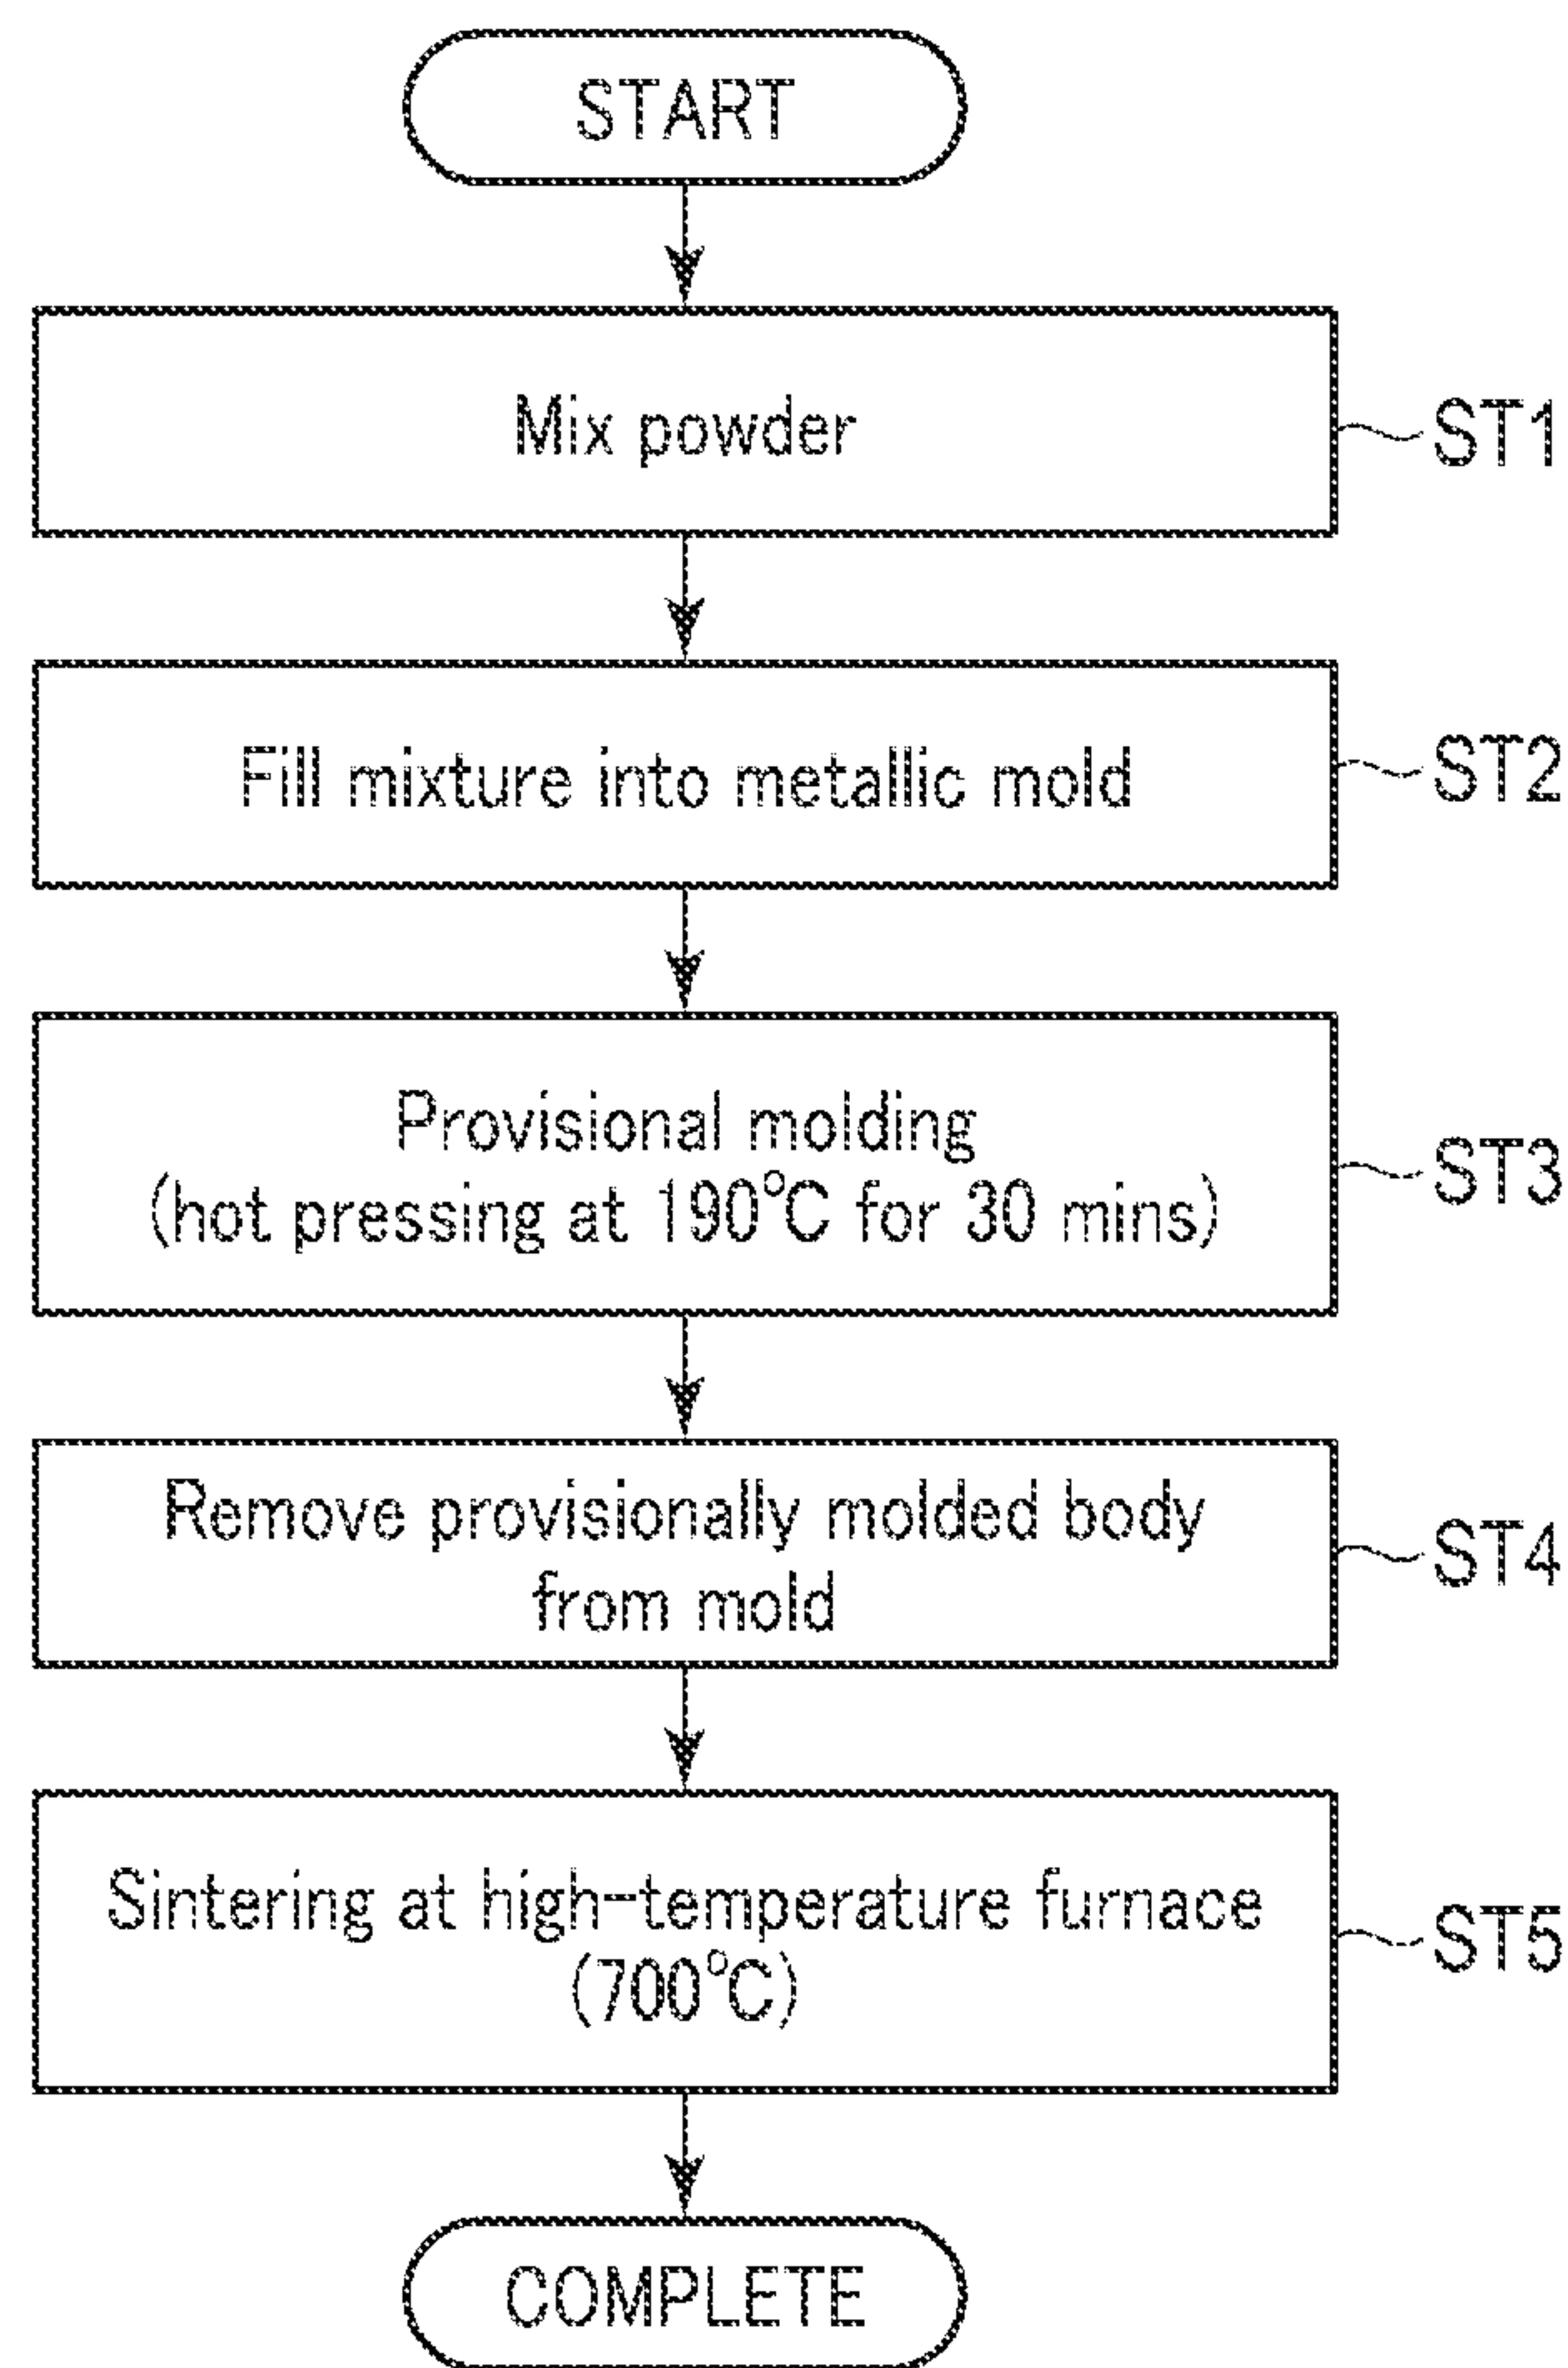 START
Mix powder
ST1
Fill mixture into metallic mold
ST2
Provisional molding
(hot pressing at 190℃ for 30 mins)
ST3
Remove provisionally molded body
from mold
ST4
Sintering at high-temperature furnace
(700℃)
ST5
COMPLETE